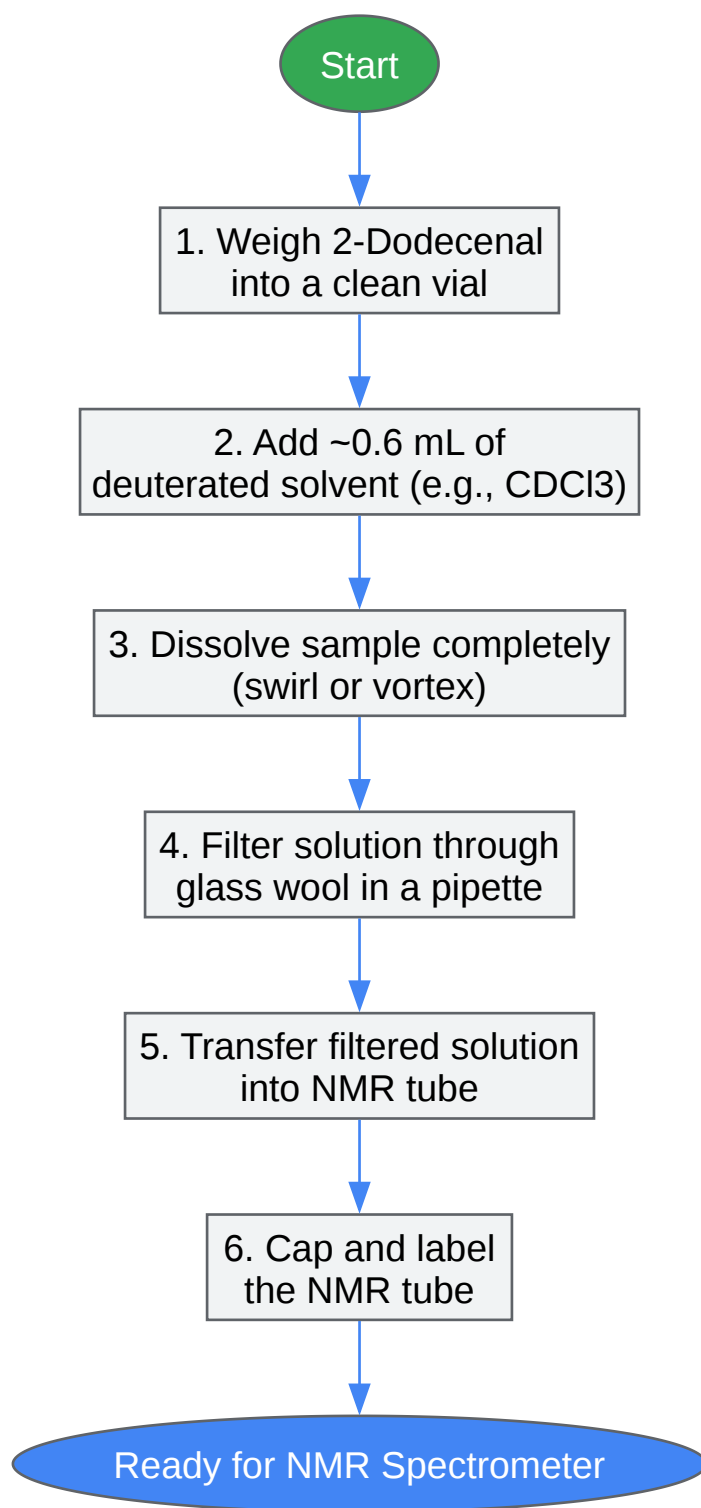 Start
1. Weigh 2-Dodecenal
into a clean vial
2. Add ~0.6 mL of
deuterated solvent (e.g., CDCl3)
3. Dissolve sample completely
(swirl or vortex)
4. Filter solution through
glass wool in a pipette
5. Transfer filtered solution
into NMR tube
6. Cap and label
the NMR tube
Ready for NMR Spectrometer